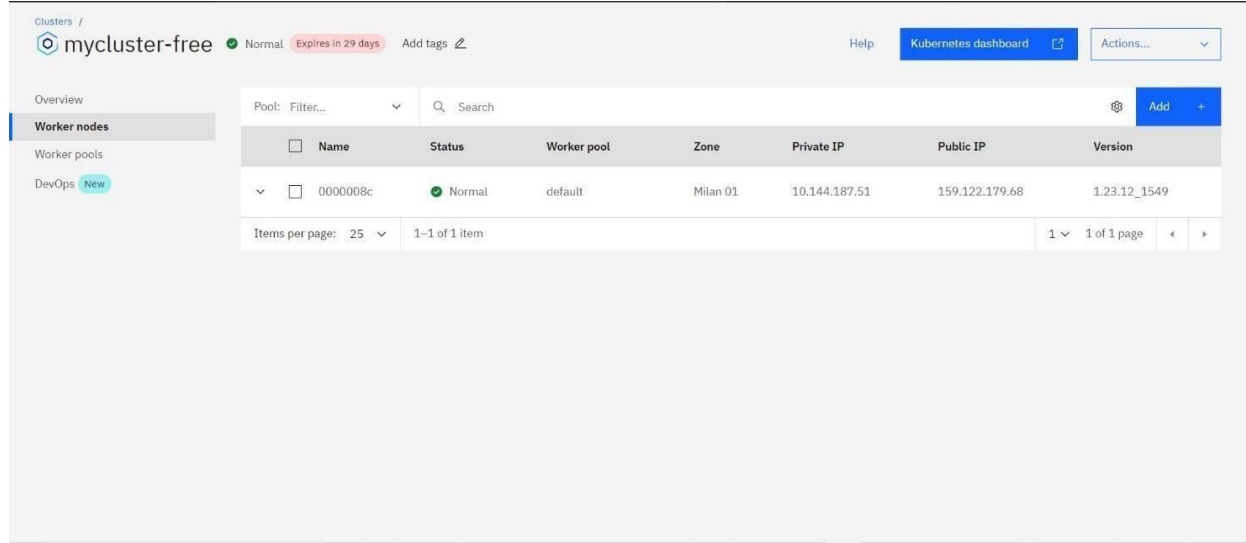 Clusters /
mycluster-free Normal Expires in 29 days Add tags Help Kubernetes dashboard Actions...
Overview
Worker nodes
Worker pools
DevOps New
Pool: Filter... Search Add +
Name Status Worker pool Zone Private IP Public IP Version
0000008c Normal default Milan 01 10.144.187.51 159.122.179.68 1.23.12_1549
Items per page: 25 1–1 of 1 item 1 1 of 1 page